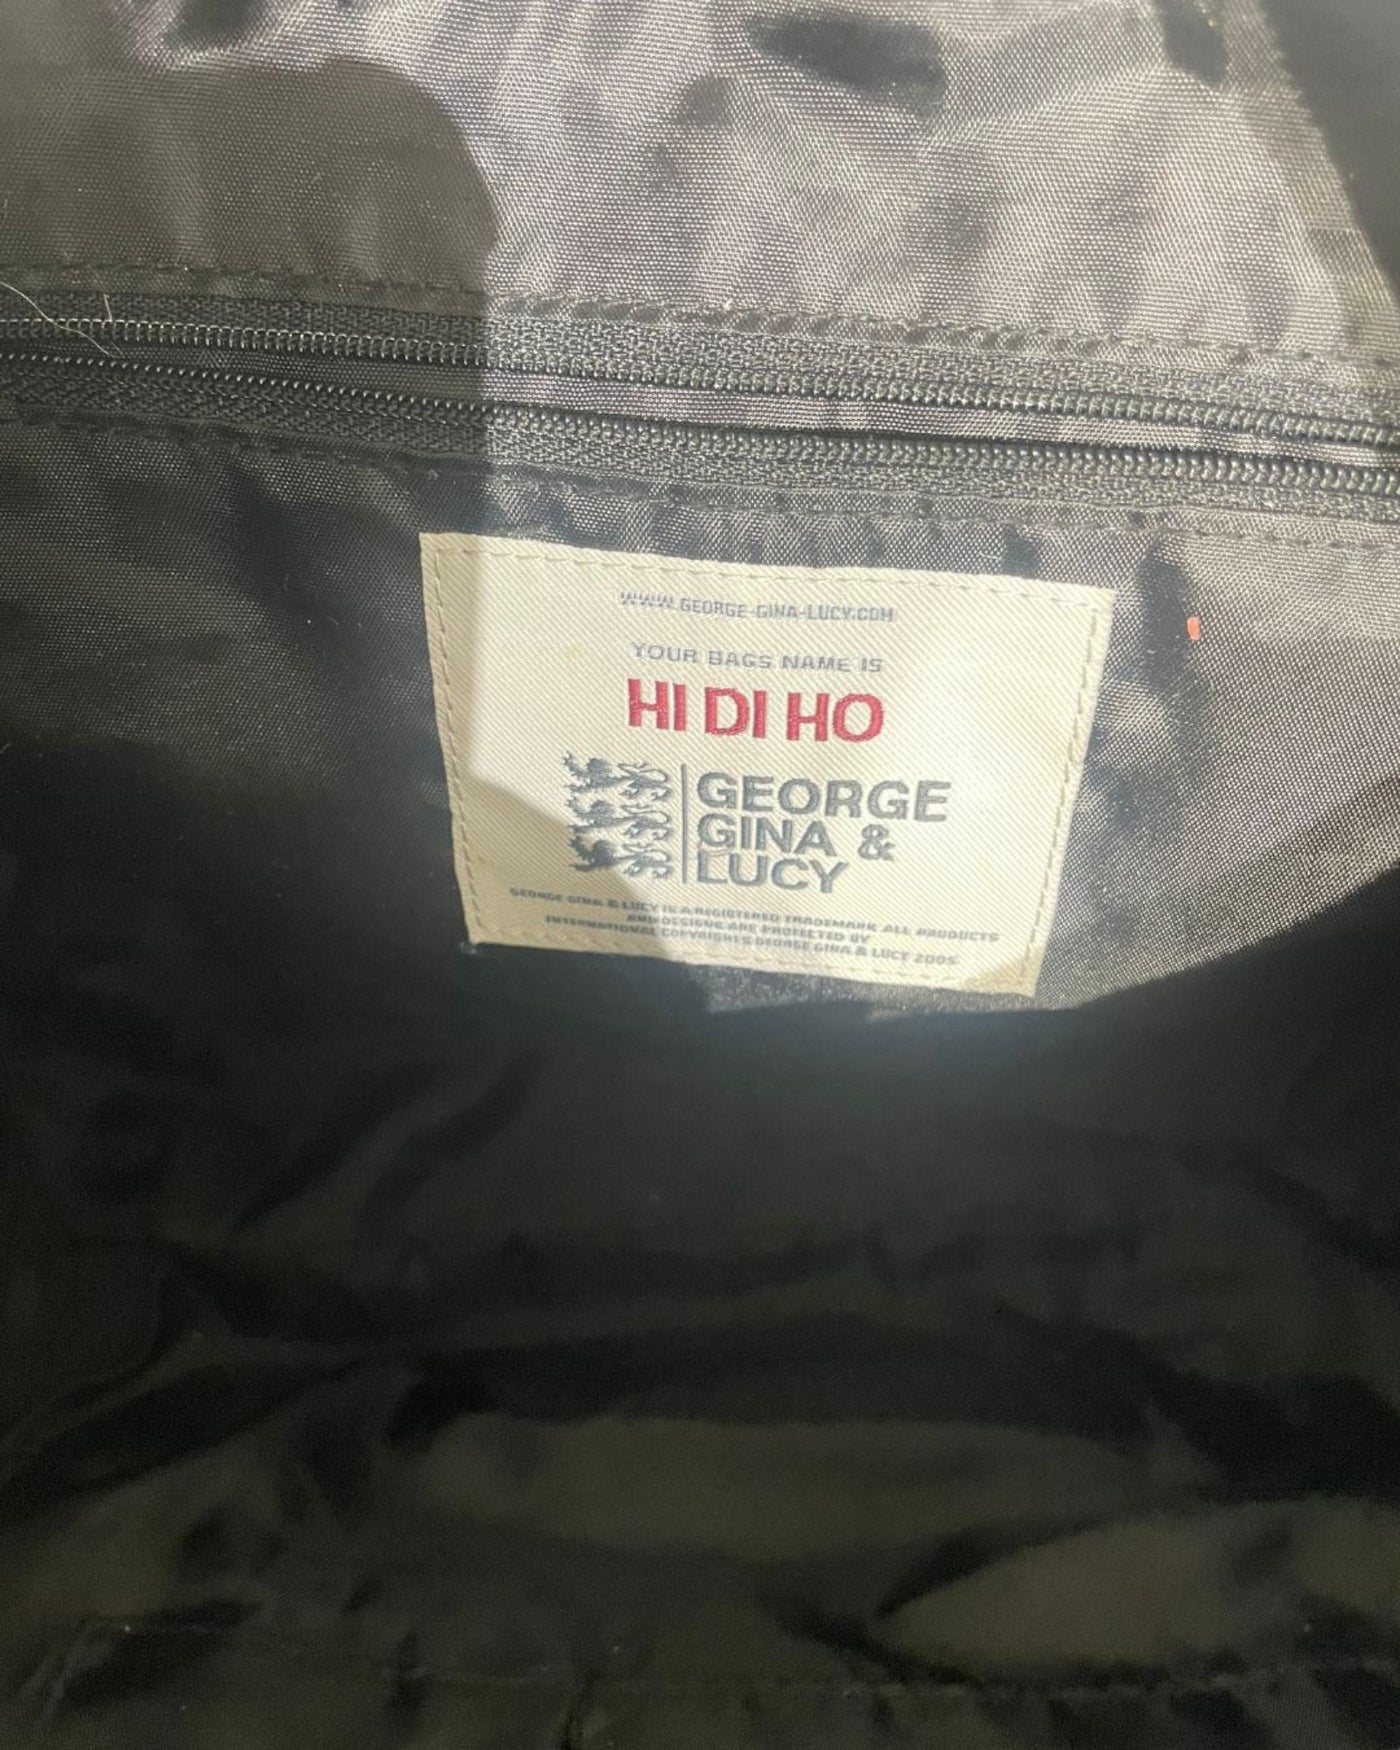 WWW.GEORGE-GINA-LUCY.COM
YOUR BAGS NAME IS
HI DI HO
GEORGE
GINA &
LUCY
GEORGE GINA & LUCY IS A REGISTERED TRADEMARK ALL PRODUCTS
AND DESIGNS ARE PROTECTED BY
INTERNATIONAL COPYRIGHTS GEORGE GINA & LUCY 2005